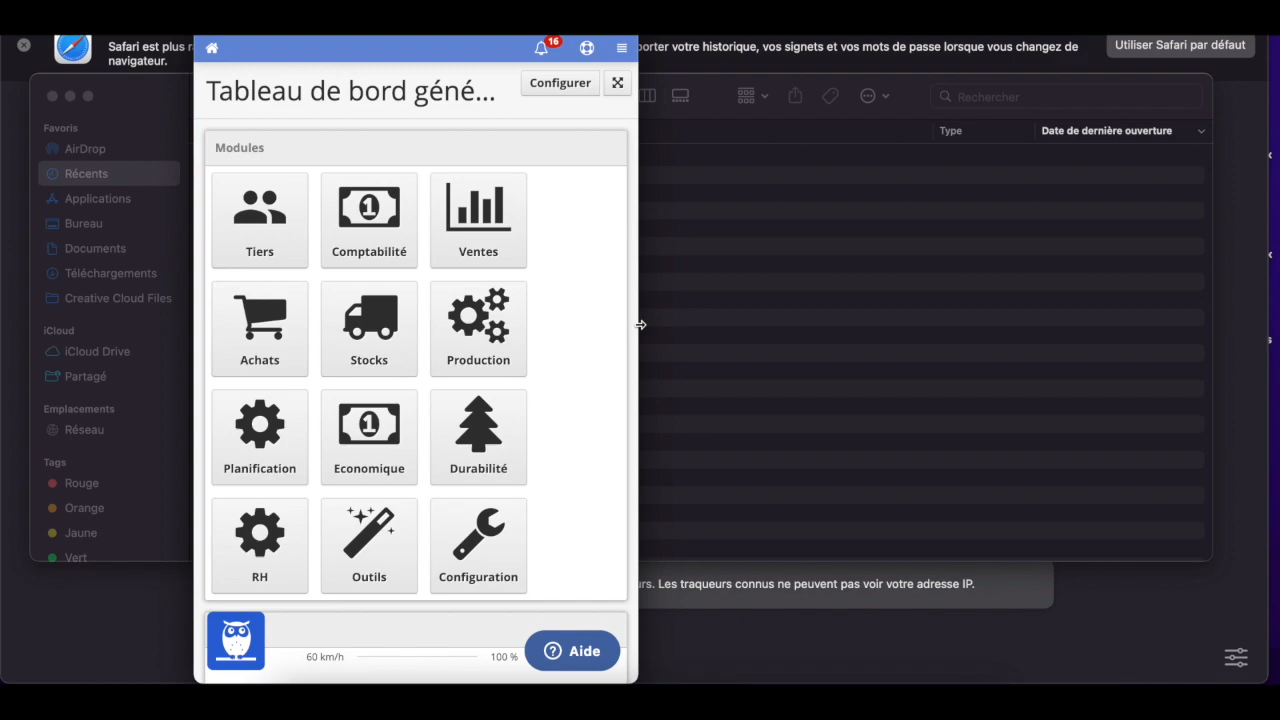 Safari est plus r
navigateur.
porter votre historique, vos signets et vos mots de passe lorsque vous changez de
Utiliser Safari par défaut
16
Tableau de bord géné...
Configurer
Rechercher
Type
Date de dernière ouverture
Favoris
AirDrop
Récents
Applications
Bureau
Documents
Téléchargements
Creative Cloud Files
iCloud
iCloud Drive
Partagé
Emplacements
Réseau
Tags
Rouge
Orange
Jaune
Vert
Modules
Tiers
Comptabilité
Ventes
Achats
Stocks
Production
Planification
Economique
Durabilité
RH
Outils
Configuration
urs. Les traqueurs connus ne peuvent pas voir votre adresse IP.
60 km/h
100 %
? Aide